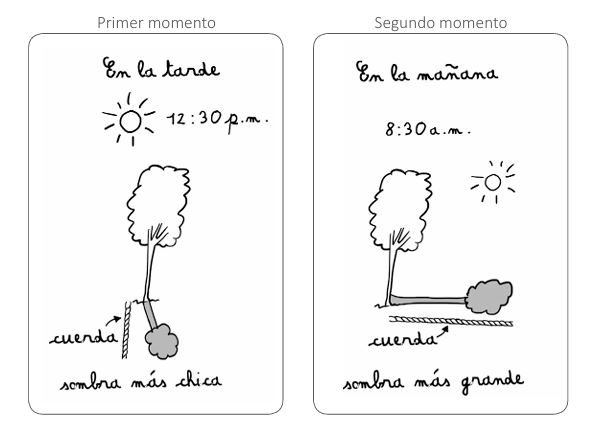 Primer momento
En la tarde
12:30 p.m.
cuerda
sombra más chica
Segundo momento
En la mañana
8:30 a.m.
cuerda
sombra más grande